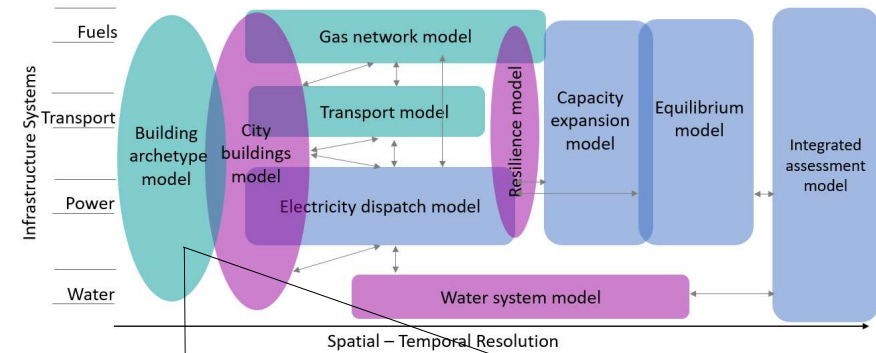 Infrastructure Systems
Fuels
Transport
Power
Water
Building
archetype
model
City
buildings
model
Gas network model
Transport model
Electricity dispatch model
Water system model
Resilience model
Capacity
expansion
model
Equilibrium
model
Integrated
assessment
model
Spatial – Temporal Resolution